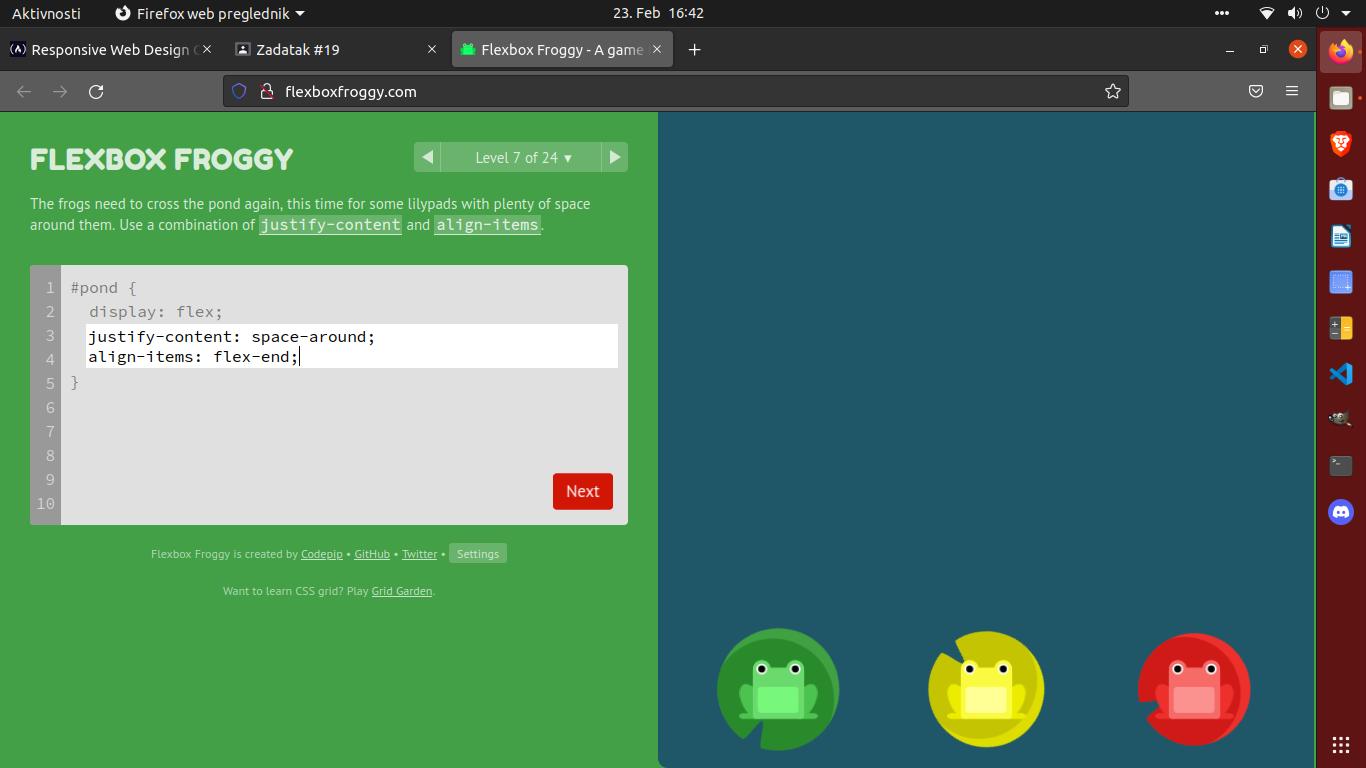 Aktivnosti Firefox web preglednik 23. Feb 16:42
Responsive Web Design Zadatak #19 Flexbox Froggy - A game
flexboxfroggy.com
FLEXBOX FROGGY
Level 7 of 24 ▾
The frogs need to cross the pond again, this time for some lilypads with plenty of space
around them. Use a combination of justify-content and align-items.
1 #pond {
2 display: flex;
3 justify-content: space-around;
4 align-items: flex-end;
5 }
6
7
8
9
10
Next
Flexbox Froggy is created by Codepip • GitHub • Twitter • Settings
Want to learn CSS grid? Play Grid Garden.